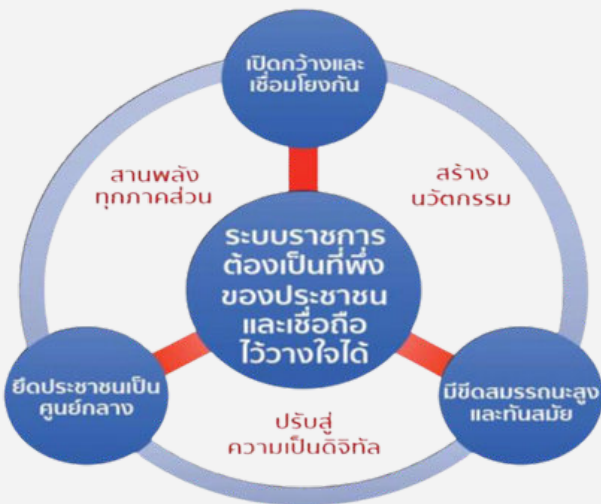 เปิดกว้างและ
เชื่อมโยงกัน
สานพลัง
ทุกภาคส่วน
สร้าง
นวัตกรรม
ระบบราชการ
ต้องเป็นที่พึ่ง
ของประชาชน
และเชื่อถือ
ไว้วางใจได้
ยึดประชาชนเป็น
ศูนย์กลาง
มีขีดสมรรถนะสูง
และทันสมัย
ปรับสู่
ความเป็นดิจิทัล